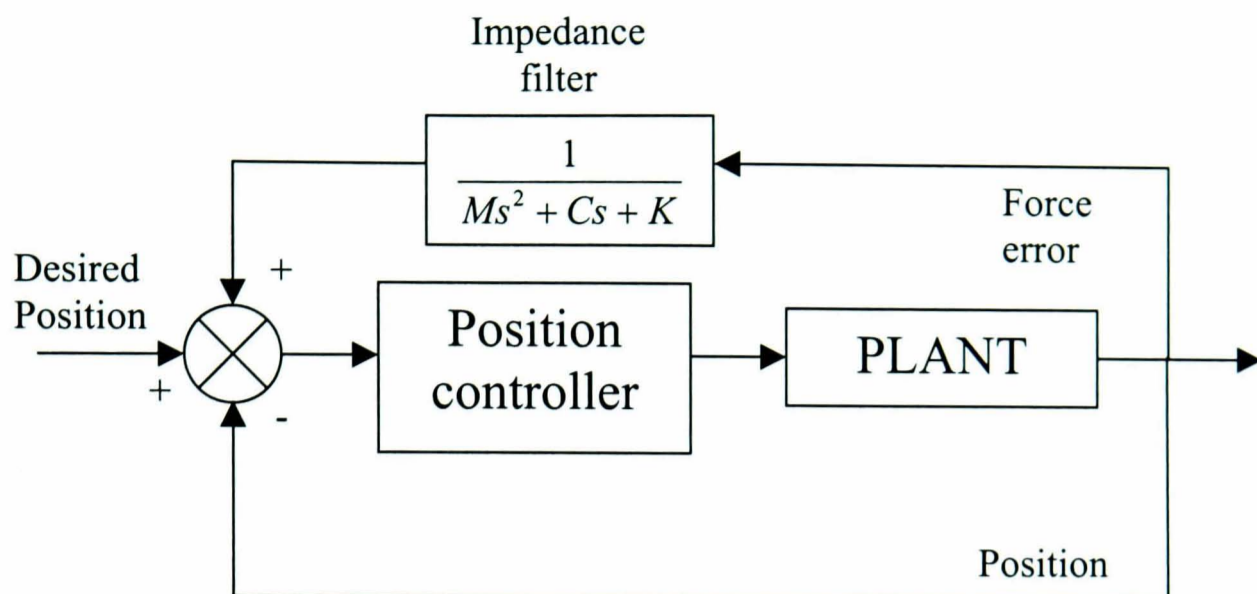 Impedance
filter
1
Ms² + Cs + K
Force
error
Desired
Position
+
+
-
Position
controller
PLANT
Position